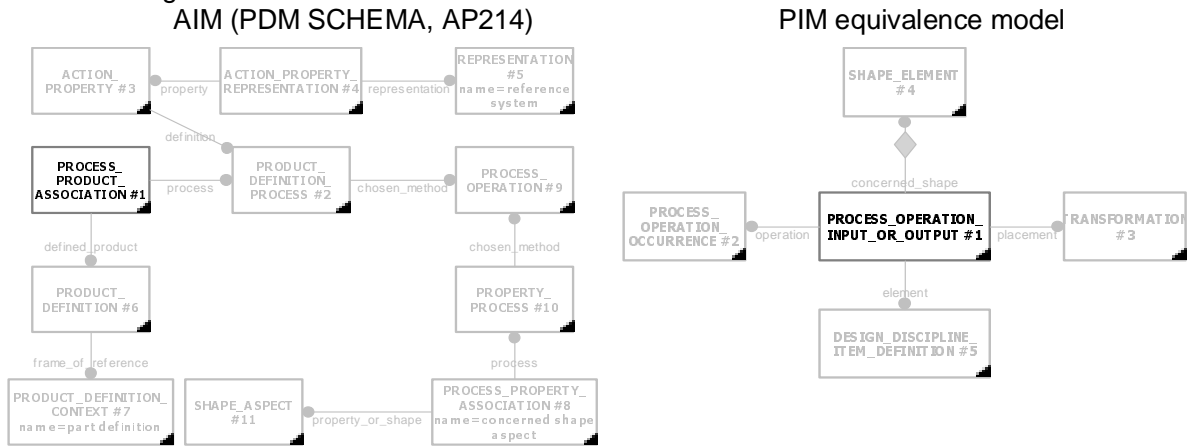 AIM (PDM SCHEMA, AP214)
PIM equivalence model
ACTION_
PROPERTY #3
property
ACTION_PROPERTY_
REPRESENTATION #4
representation
REPRESENTATION
#5
name=reference
system
definition
PROCESS_
PRODUCT_
ASSOCIATION #1
process
PRODUCT_
DEFINITION_
PROCESS #2
chosen_method
PROCESS_
OPERATION #9
defined_product
chosen_method
PRODUCT_
DEFINITION #6
PROPERTY_
PROCESS #10
frame_of_reference
process
PRODUCT_DEFINITION_
CONTEXT #7
name=part definition
SHAPE_ASPECT
#11
property_or_shape
PROCESS_PROPERTY_
ASSOCIATION #8
name=concerned shape
aspect
SHAPE_ELEMENT
#4
concerned_shape
PROCESS_
OPERATION_
OCCURRENCE #2
operation
PROCESS_OPERATION_
INPUT_OR_OUTPUT #1
placement
TRANSFORMATION
#3
element
DESIGN_DISCIPLINE_
ITEM_DEFINITION #5